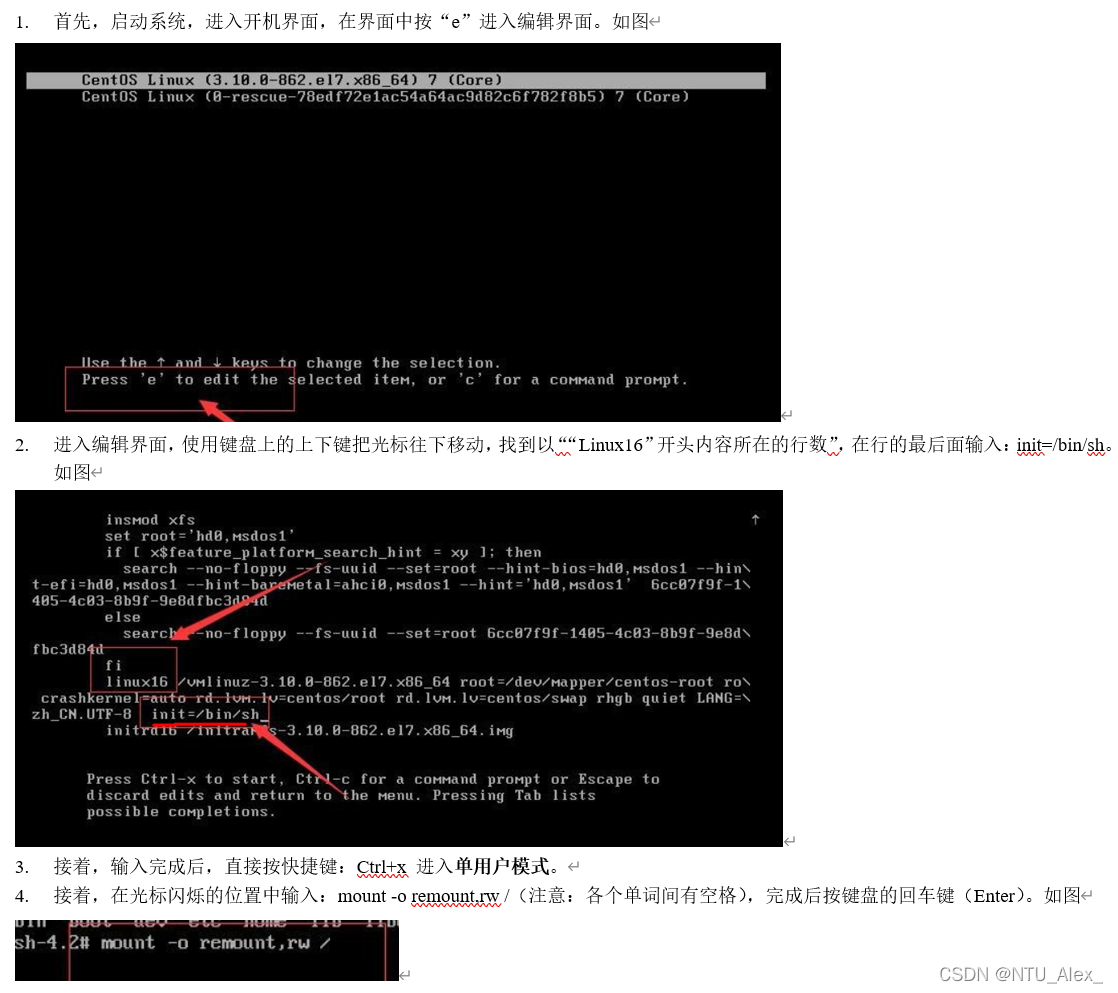 1. 首先，启动系统，进入开机界面，在界面中按“e”进入编辑界面。如图
CentOS Linux (3.10.0-862.el7.x86_64) 7 (Core)
CentOS Linux (0-rescue-78edf72e1ac54a64ac9d82c6f782f8b5) 7 (Core)
Use the ↑ and ↓ keys to change the selection.
Press 'e' to edit the selected item, or 'c' for a command prompt.
2. 进入编辑界面，使用键盘上的上下键把光标往下移动，找到以““Linux16”开头内容所在的行数”，在行的最后面输入：init=/bin/sh。
如图
insmod xfs
set root='hd0,msdos1'
if [ x$feature_platform_search_hint = xy ]; then
search --no-floppy --fs-uuid --set=root --hint-bios=hd0,msdos1 --hin\
t-efi=hd0,msdos1 --hint-baremetal=ahci0,msdos1 --hint='hd0,msdos1' 6cc07f9f-1\
405-4c03-8b9f-9e8dfbc3d84d
else
search --no-floppy --fs-uuid --set=root 6cc07f9f-1405-4c03-8b9f-9e8d\
fbc3d84d
fi
linux16 /vmlinuz-3.10.0-862.el7.x86_64 root=/dev/mapper/centos-root ro\
crashkernel=auto rd.lvm.lv=centos/root rd.lvm.lv=centos/swap rhgb quiet LANG=\
zh_CN.UTF-8 init=/bin/sh_
initrd16 /initramfs-3.10.0-862.el7.x86_64.img
Press Ctrl-x to start, Ctrl-c for a command prompt or Escape to
discard edits and return to the menu. Pressing Tab lists
possible completions.
3. 接着，输入完成后，直接按快捷键：Ctrl+x 进入单用户模式。
4. 接着，在光标闪烁的位置中输入：mount -o remount,rw /（注意：各个单词间有空格），完成后按键盘的回车键（Enter）。如图
bin boot dev etc home lib
sh-4.2# mount -o remount,rw /
CSDN @NTU_Alex_